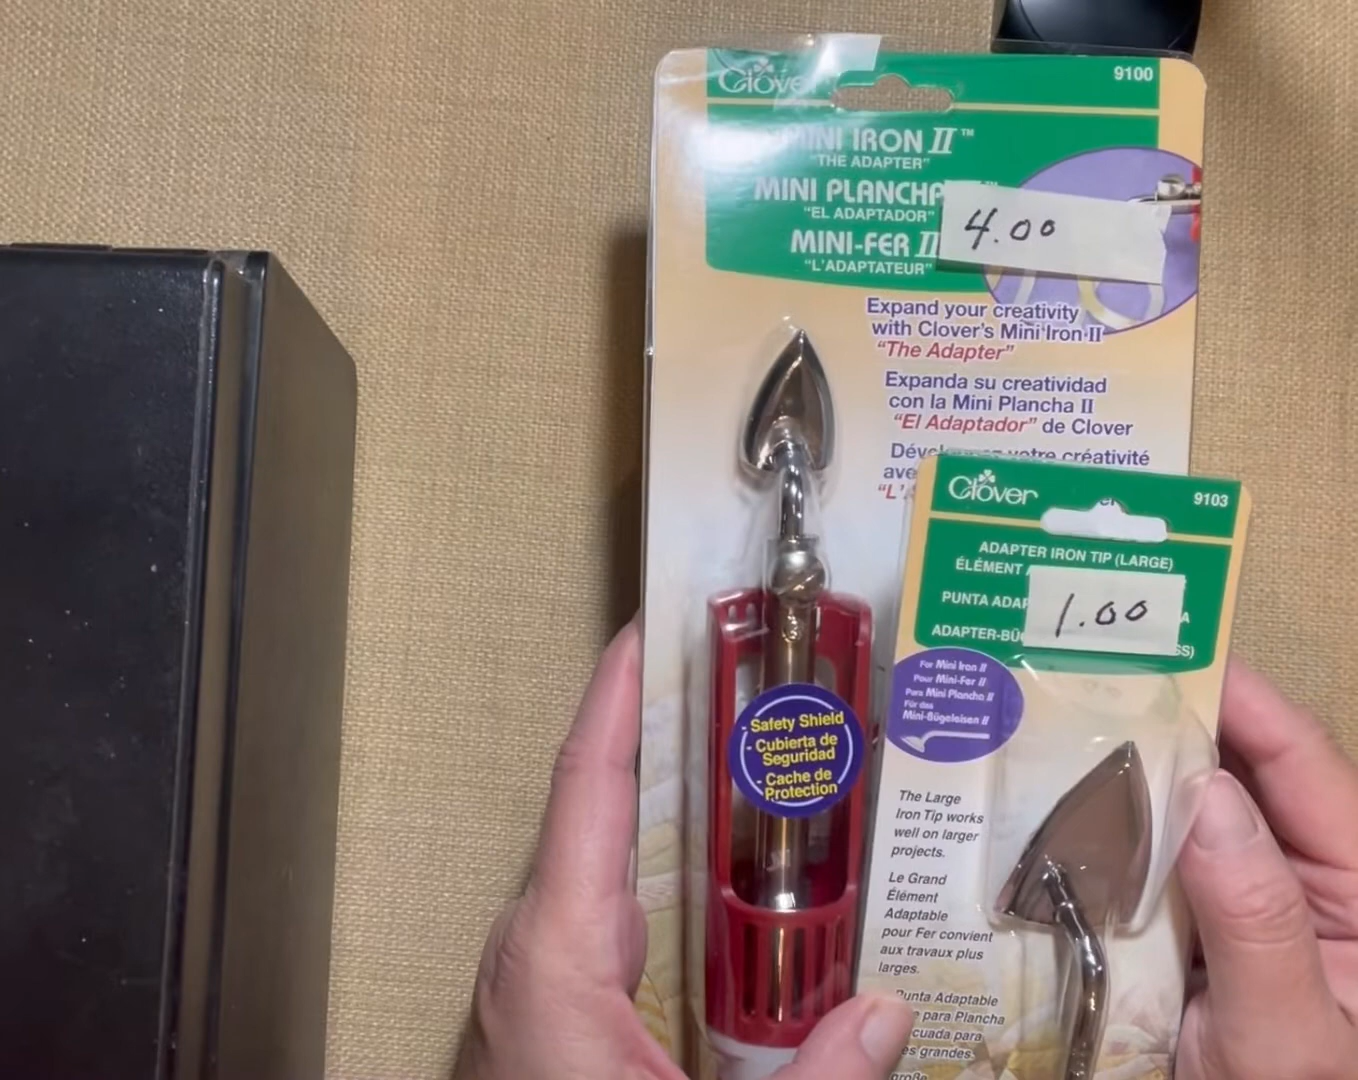 Clover
9100
MINI IRON II™
"THE ADAPTER"
MINI PLANCHA
"EL ADAPTADOR"
4.00
MINI-FER II
"L'ADAPTATEUR"
Expand your creativity
with Clover's Mini Iron II
"The Adapter"
Expanda su creatividad
con la Mini Plancha II
"El Adaptador" de Clover
votre créativité
Safety Shield
- Cubierta de
Seguridad
- Cache de
Protection
Clover
9103
ADAPTER IRON TIP (LARGE)
ÉLÉMENT
PUNTA
1.00
For Mini Iron II
Pour Mini-Fer II
Para Mini Plancha II
Für das
Mini-Bügeleisen II
The Large
Iron Tip works
well on larger
projects.
Le Grand
Élément
Adaptable
pour Fer convient
aux travaux plus
larges.
Punta Adaptable
para Plancha
para
grandes.